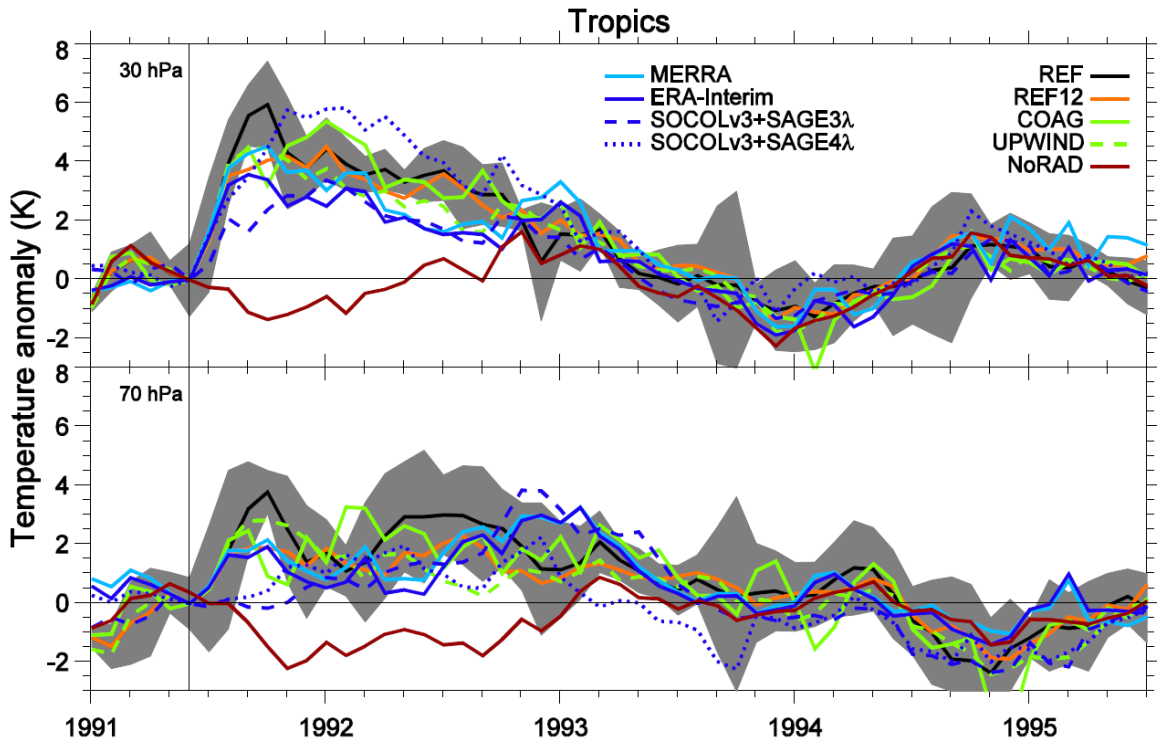 Tropics
8
6
4
2
0
-2
30 hPa
MERRA
ERA-Interim
SOCOLv3+SAGE3λ
SOCOLv3+SAGE4λ
REF
REF12
COAG
UPWIND
NoRAD
Temperature anomaly (K)
8
6
4
2
0
-2
70 hPa
1991 1992 1993 1994 1995